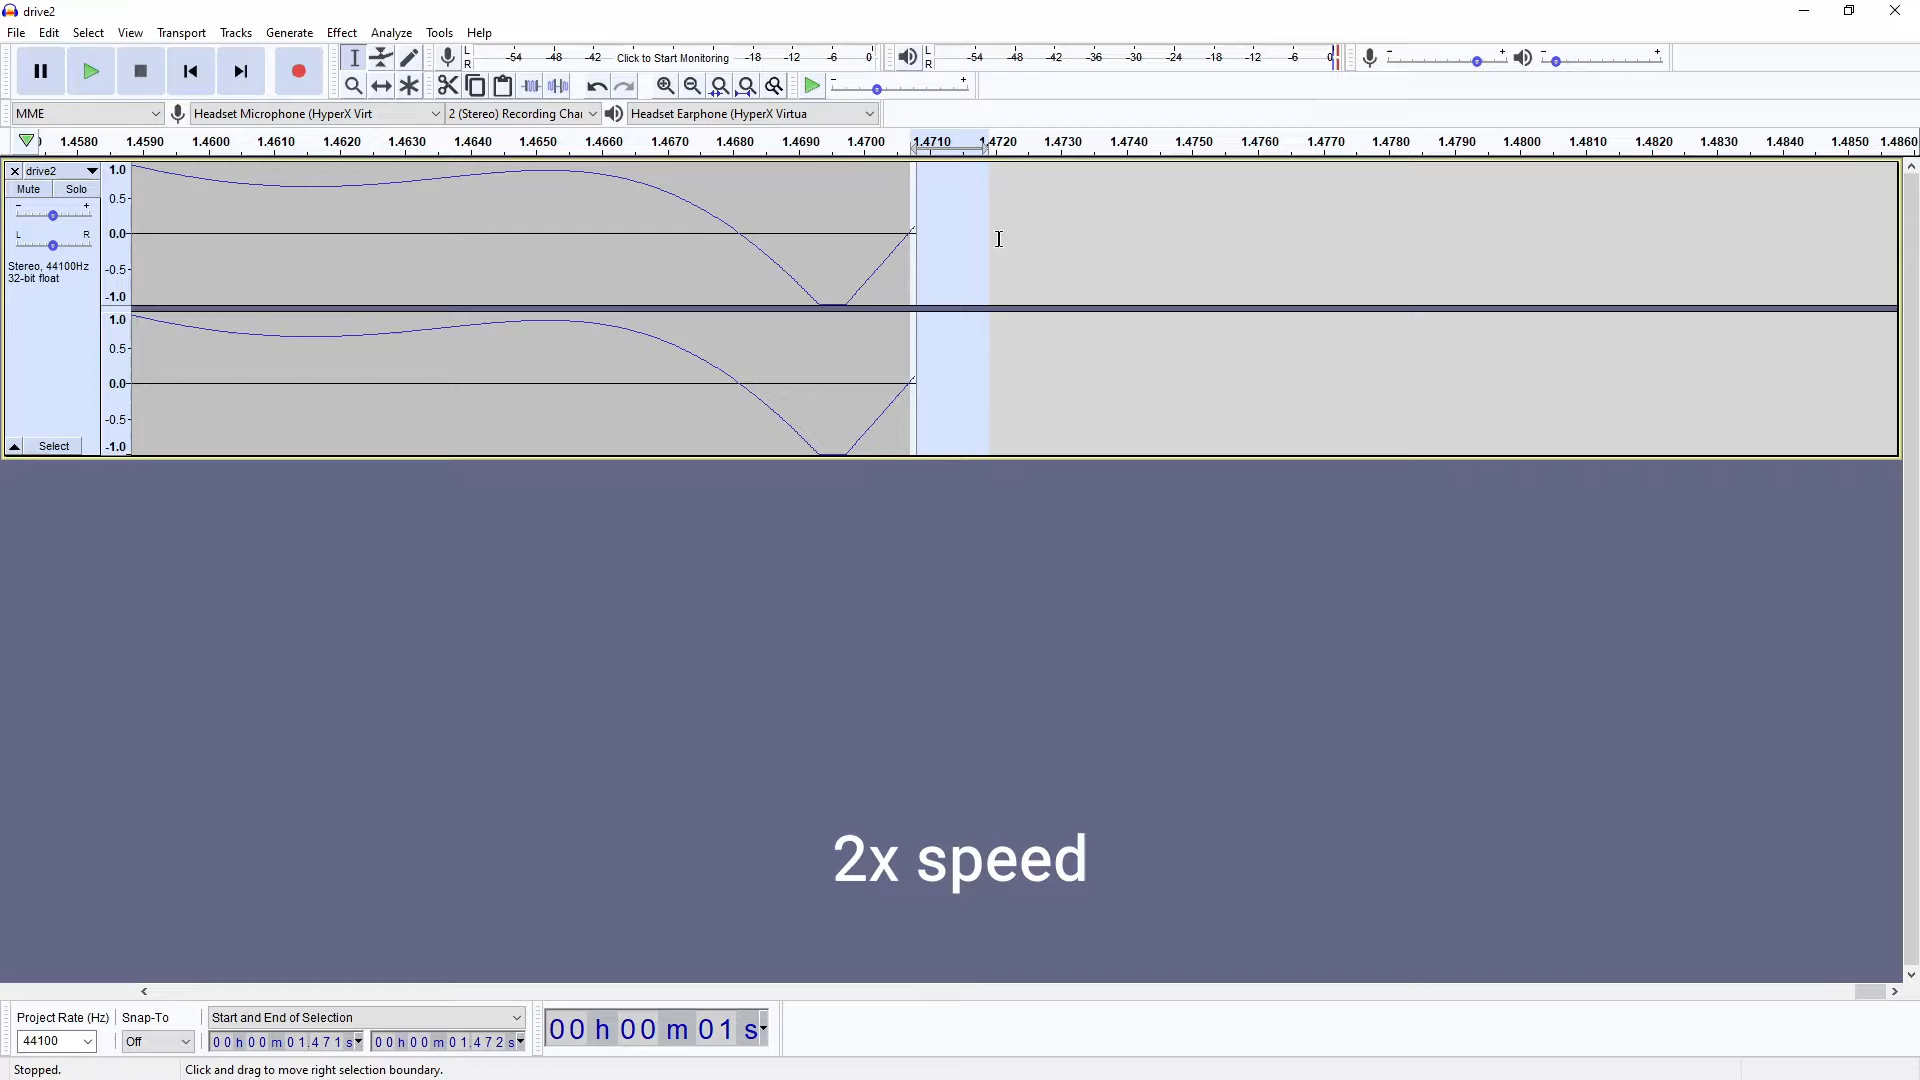 drive2
File Edit Select View Transport Tracks Generate Effect Analyze Tools Help
L R -54 -48 -42 Click to Start Monitoring -18 -12 -6 0
L R -54 -48 -42 -36 -30 -24 -18 -12 -6 0
- + - +
- +
MME Headset Microphone (HyperX Virt 2 (Stereo) Recording Char Headset Earphone (HyperX Virtua
1.4580 1.4590 1.4600 1.4610 1.4620 1.4630 1.4640 1.4650 1.4660 1.4670 1.4680 1.4690 1.4700 1.4710 1.4720 1.4730 1.4740 1.4750 1.4760 1.4770 1.4780 1.4790 1.4800 1.4810 1.4820 1.4830 1.4840 1.4850 1.4860
drive2
Mute Solo
- +
L R
Stereo, 44100Hz
32-bit float
Select
1.0
0.5-
0.0-
-0.5-
-1.0
1.0
0.5-
0.0-
-0.5-
-1.0
2x speed
Project Rate (Hz) Snap-To Start and End of Selection
44100 Off 00 h 00 m 01.471 s 00 h 00 m 01.472 s
00 h 00 m 01 s
Stopped. Click and drag to move right selection boundary.